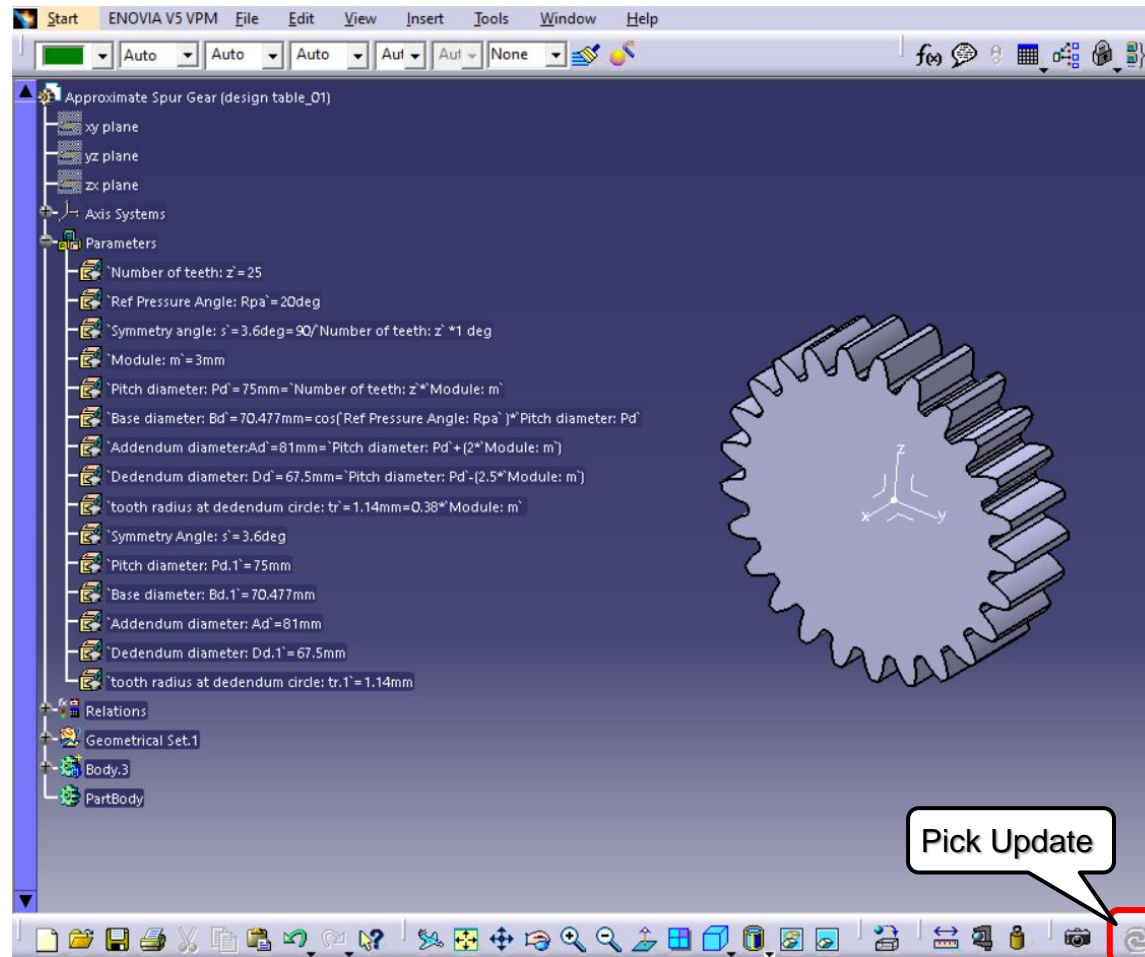 Start ENOVIA V5 VPM File Edit View Insert Tools Window Help
Auto Auto Auto Aut Aut None
f(x)
Approximate Spur Gear (design table_01)
xy plane
yz plane
zx plane
Axis Systems
Parameters
`Number of teeth: z`=25
`Ref Pressure Angle: Rpa`=20deg
`Symmetry angle: s`=3.6deg=90/`Number of teeth: z` *1 deg
`Module: m`=3mm
`Pitch diameter: Pd`=75mm=`Number of teeth: z`*`Module: m`
`Base diameter: Bd`=70.477mm=cos(`Ref Pressure Angle: Rpa` )*`Pitch diameter: Pd`
`Addendum diameter:Ad`=81mm=`Pitch diameter: Pd`+(2*`Module: m`)
`Dedendum diameter: Dd`=67.5mm=`Pitch diameter: Pd`-(2.5*`Module: m`)
`tooth radius at dedendum circle: tr`=1.14mm=0.38*`Module: m`
`Symmetry Angle: s`=3.6deg
`Pitch diameter: Pd.1`=75mm
`Base diameter: Bd.1`=70.477mm
`Addendum diameter: Ad`=81mm
`Dedendum diameter: Dd.1`=67.5mm
`tooth radius at dedendum circle: tr.1`=1.14mm
Relations
Geometrical Set.1
Body.3
PartBody
z
x y
Pick Update